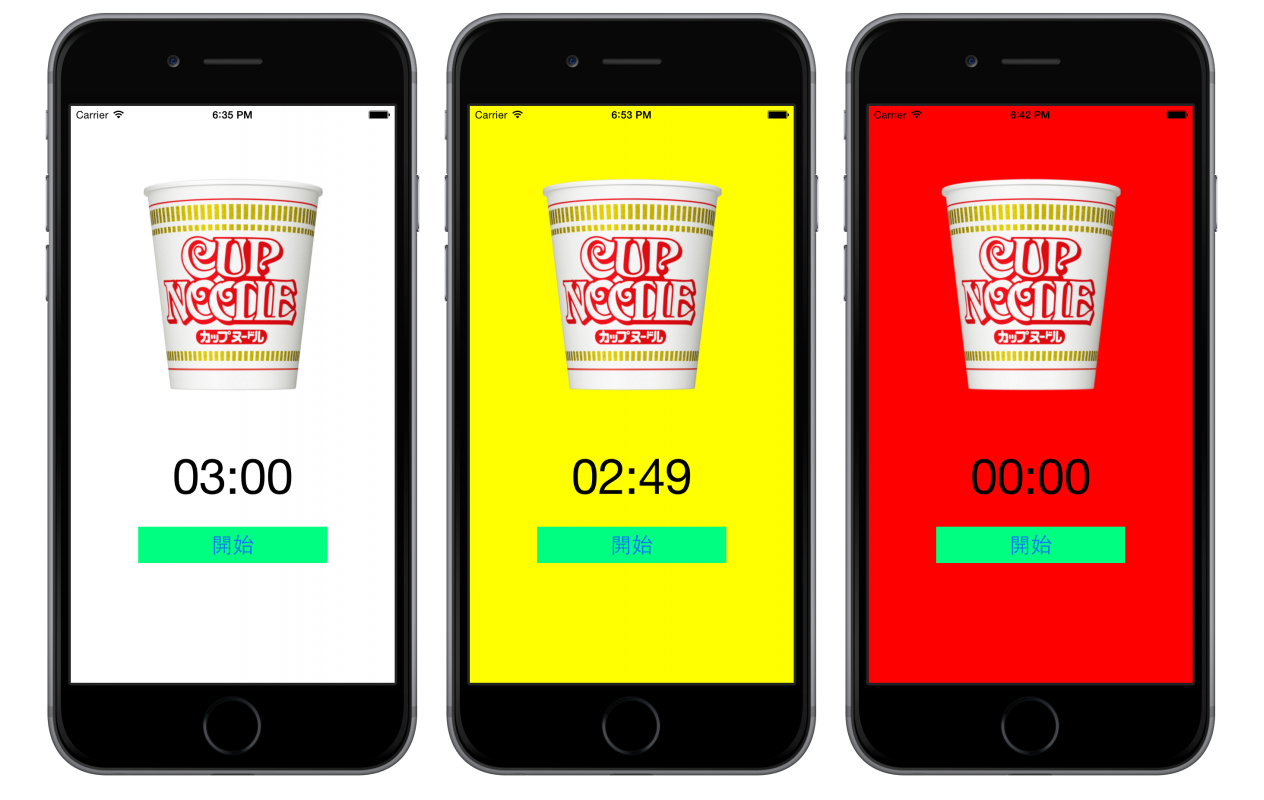 Carrier 6:35 PM
CUP
NOODLE
カップヌードル
03:00
開始
Carrier 6:53 PM
CUP
NOODLE
カップヌードル
02:49
開始
Carrier 6:42 PM
CUP
NOODLE
カップヌードル
00:00
開始